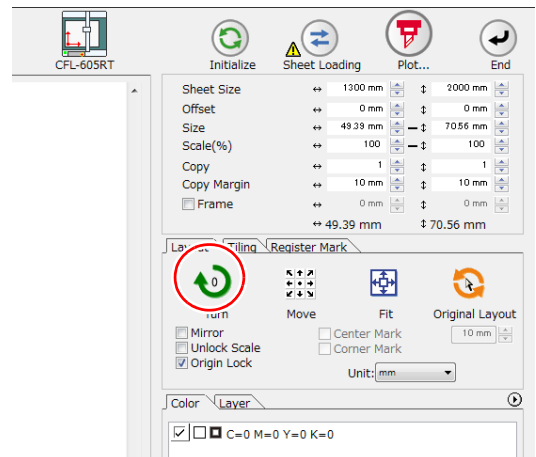 CFL-605RT
Initialize
Sheet Loading
Plot...
End
Sheet Size 1300 mm 2000 mm
Offset 0 mm 0 mm
Size 49.39 mm 70.56 mm
Scale(%) 100 100
Copy 1 1
Copy Margin 10 mm 10 mm
Frame 0 mm 0 mm
49.39 mm 70.56 mm
Layout Tiling Register Mark
0
Turn Move Fit Original Layout
Mirror Center Mark 10 mm
Unlock Scale Corner Mark
Origin Lock
Unit: mm
Color Layer
C=0 M=0 Y=0 K=0